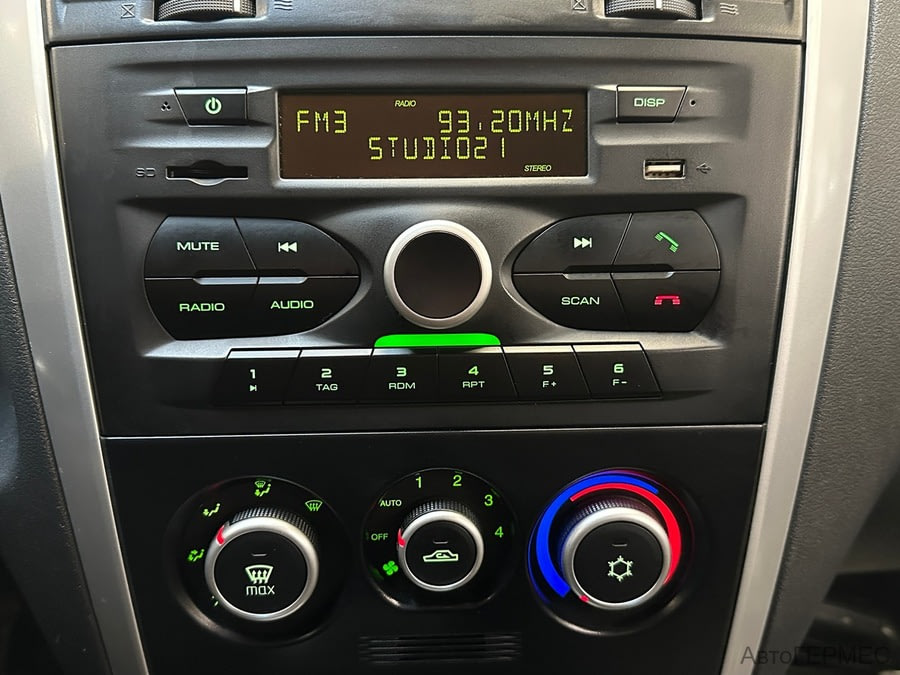 RADIO
FM3 93.20MHZ
STUDIO21
STEREO
DISP
SD
MUTE
RADIO
AUDIO
SCAN
1
2
TAG
3
RDM
4
RPT
5
F+
6
F-
max
OFF
AUTO
1
2
3
4
АвтоГЕРМЕС